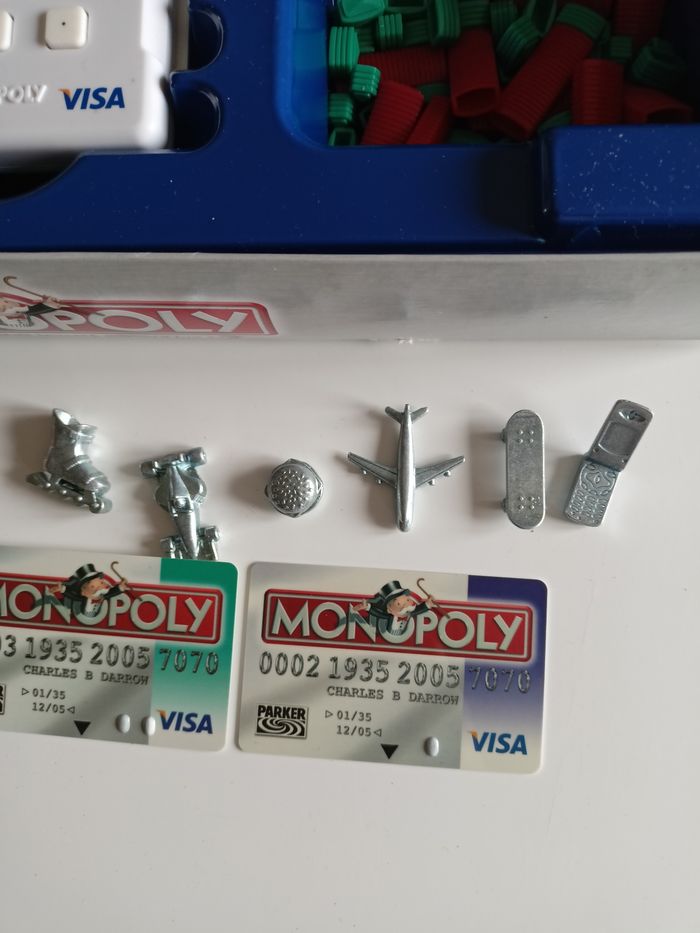 POLY VISA
OPOLY
MONOPOLY
03 1935 2005 7070
CHARLES B DARROW
01/35
12/05
VISA
MONOPOLY
0002 1935 2005 7070
CHARLES B DARROW
PARKER
01/35
12/05
VISA